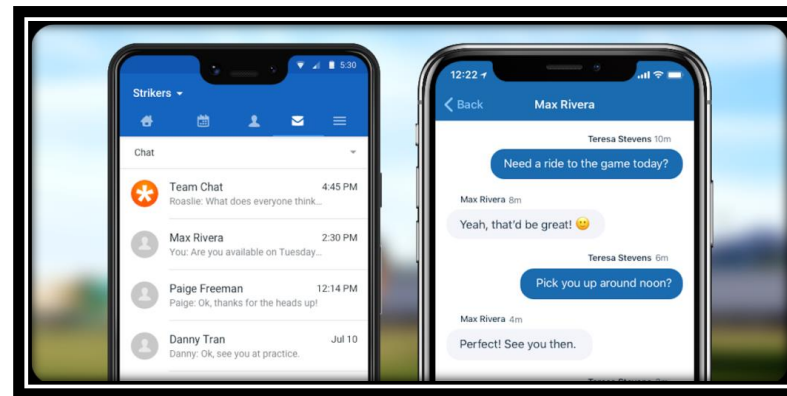 5:30
Strikers
Chat
Team Chat 4:45 PM
Roaslie: What does everyone think...
Max Rivera 2:30 PM
You: Are you available on Tuesday...
Paige Freeman 12:14 PM
Paige: Ok, thanks for the heads up!
Danny Tran Jul 10
Danny: Ok, see you at practice.
12:22
Back Max Rivera
Teresa Stevens 10m
Need a ride to the game today?
Max Rivera 8m
Yeah, that'd be great!
Teresa Stevens 6m
Pick you up around noon?
Max Rivera 4m
Perfect! See you then.